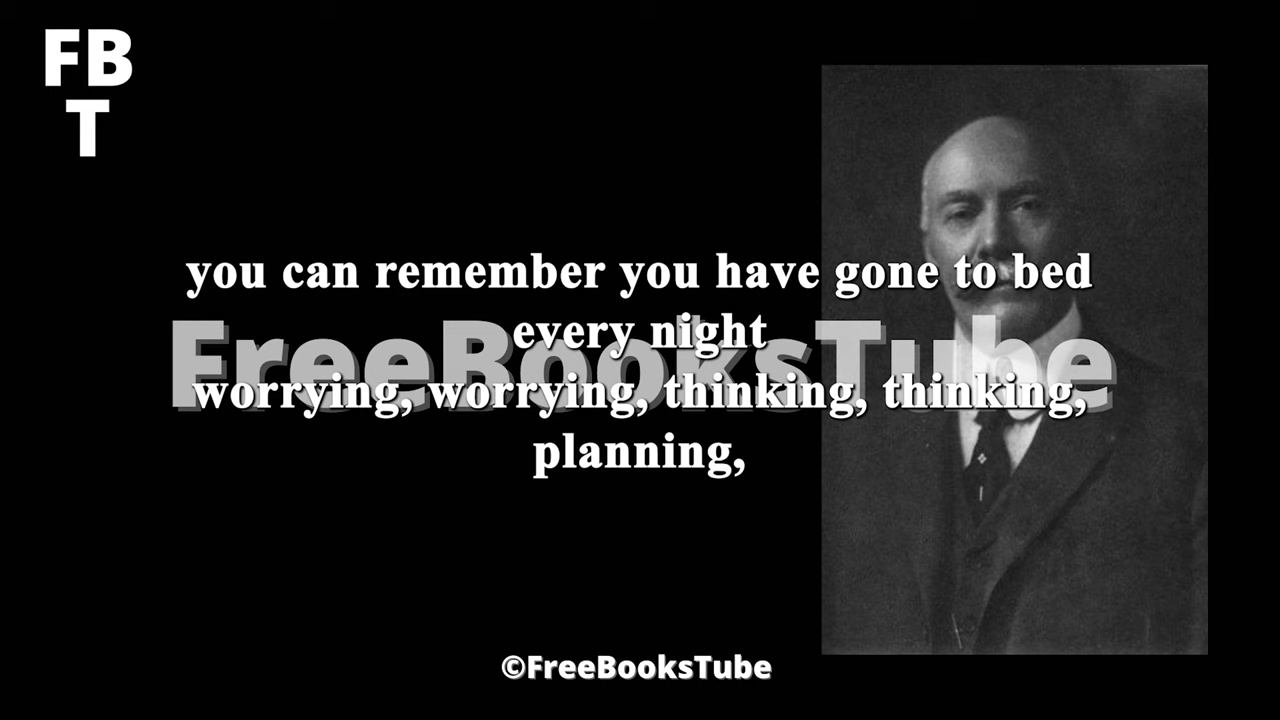 FB
T
you can remember you have gone to bed
every night
FreeBooksTube
worrying, worrying, thinking, thinking,
planning,
©FreeBooksTube